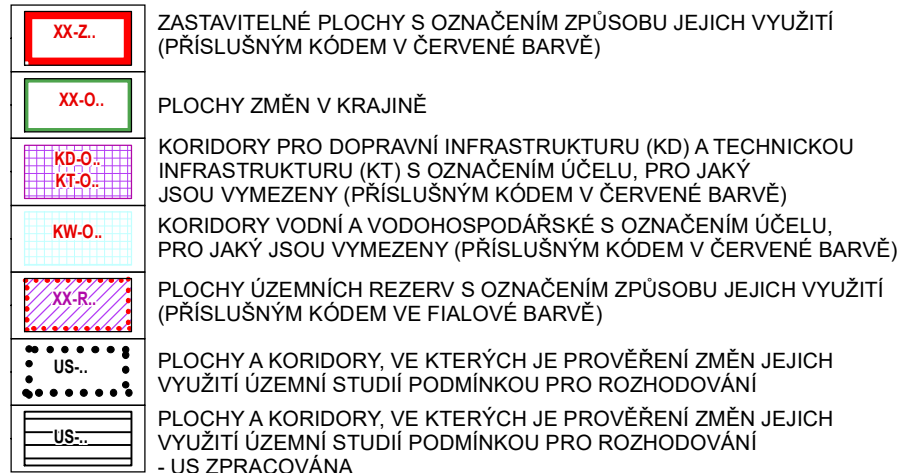 XX-Z..
ZASTAVITELNÉ PLOCHY S OZNAČENÍM ZPŮSOBU JEJICH VYUŽITÍ
(PŘÍSLUŠNÝM KÓDEM V ČERVENÉ BARVĚ)
XX-O..
PLOCHY ZMĚN V KRAJINĚ
KD-O..
KT-O..
KORIDORY PRO DOPRAVNÍ INFRASTRUKTURU (KD) A TECHNICKOU
INFRASTRUKTURU (KT) S OZNAČENÍM ÚČELU, PRO JAKÝ
JSOU VYMEZENY (PŘÍSLUŠNÝM KÓDEM V ČERVENÉ BARVĚ)
KW-O..
KORIDORY VODNÍ A VODOHOSPODÁŘSKÉ S OZNAČENÍM ÚČELU,
PRO JAKÝ JSOU VYMEZENY (PŘÍSLUŠNÝM KÓDEM V ČERVENÉ BARVĚ)
XX-R..
PLOCHY ÚZEMNÍCH REZERV S OZNAČENÍM ZPŮSOBU JEJICH VYUŽITÍ
(PŘÍSLUŠNÝM KÓDEM VE FIALOVÉ BARVĚ)
US-..
PLOCHY A KORIDORY, VE KTERÝCH JE PROVĚŘENÍ ZMĚN JEJICH
VYUŽITÍ ÚZEMNÍ STUDIÍ PODMÍNKOU PRO ROZHODOVÁNÍ
US-..
PLOCHY A KORIDORY, VE KTERÝCH JE PROVĚŘENÍ ZMĚN JEJICH
VYUŽITÍ ÚZEMNÍ STUDIÍ PODMÍNKOU PRO ROZHODOVÁNÍ
- US ZPRACOVÁNA